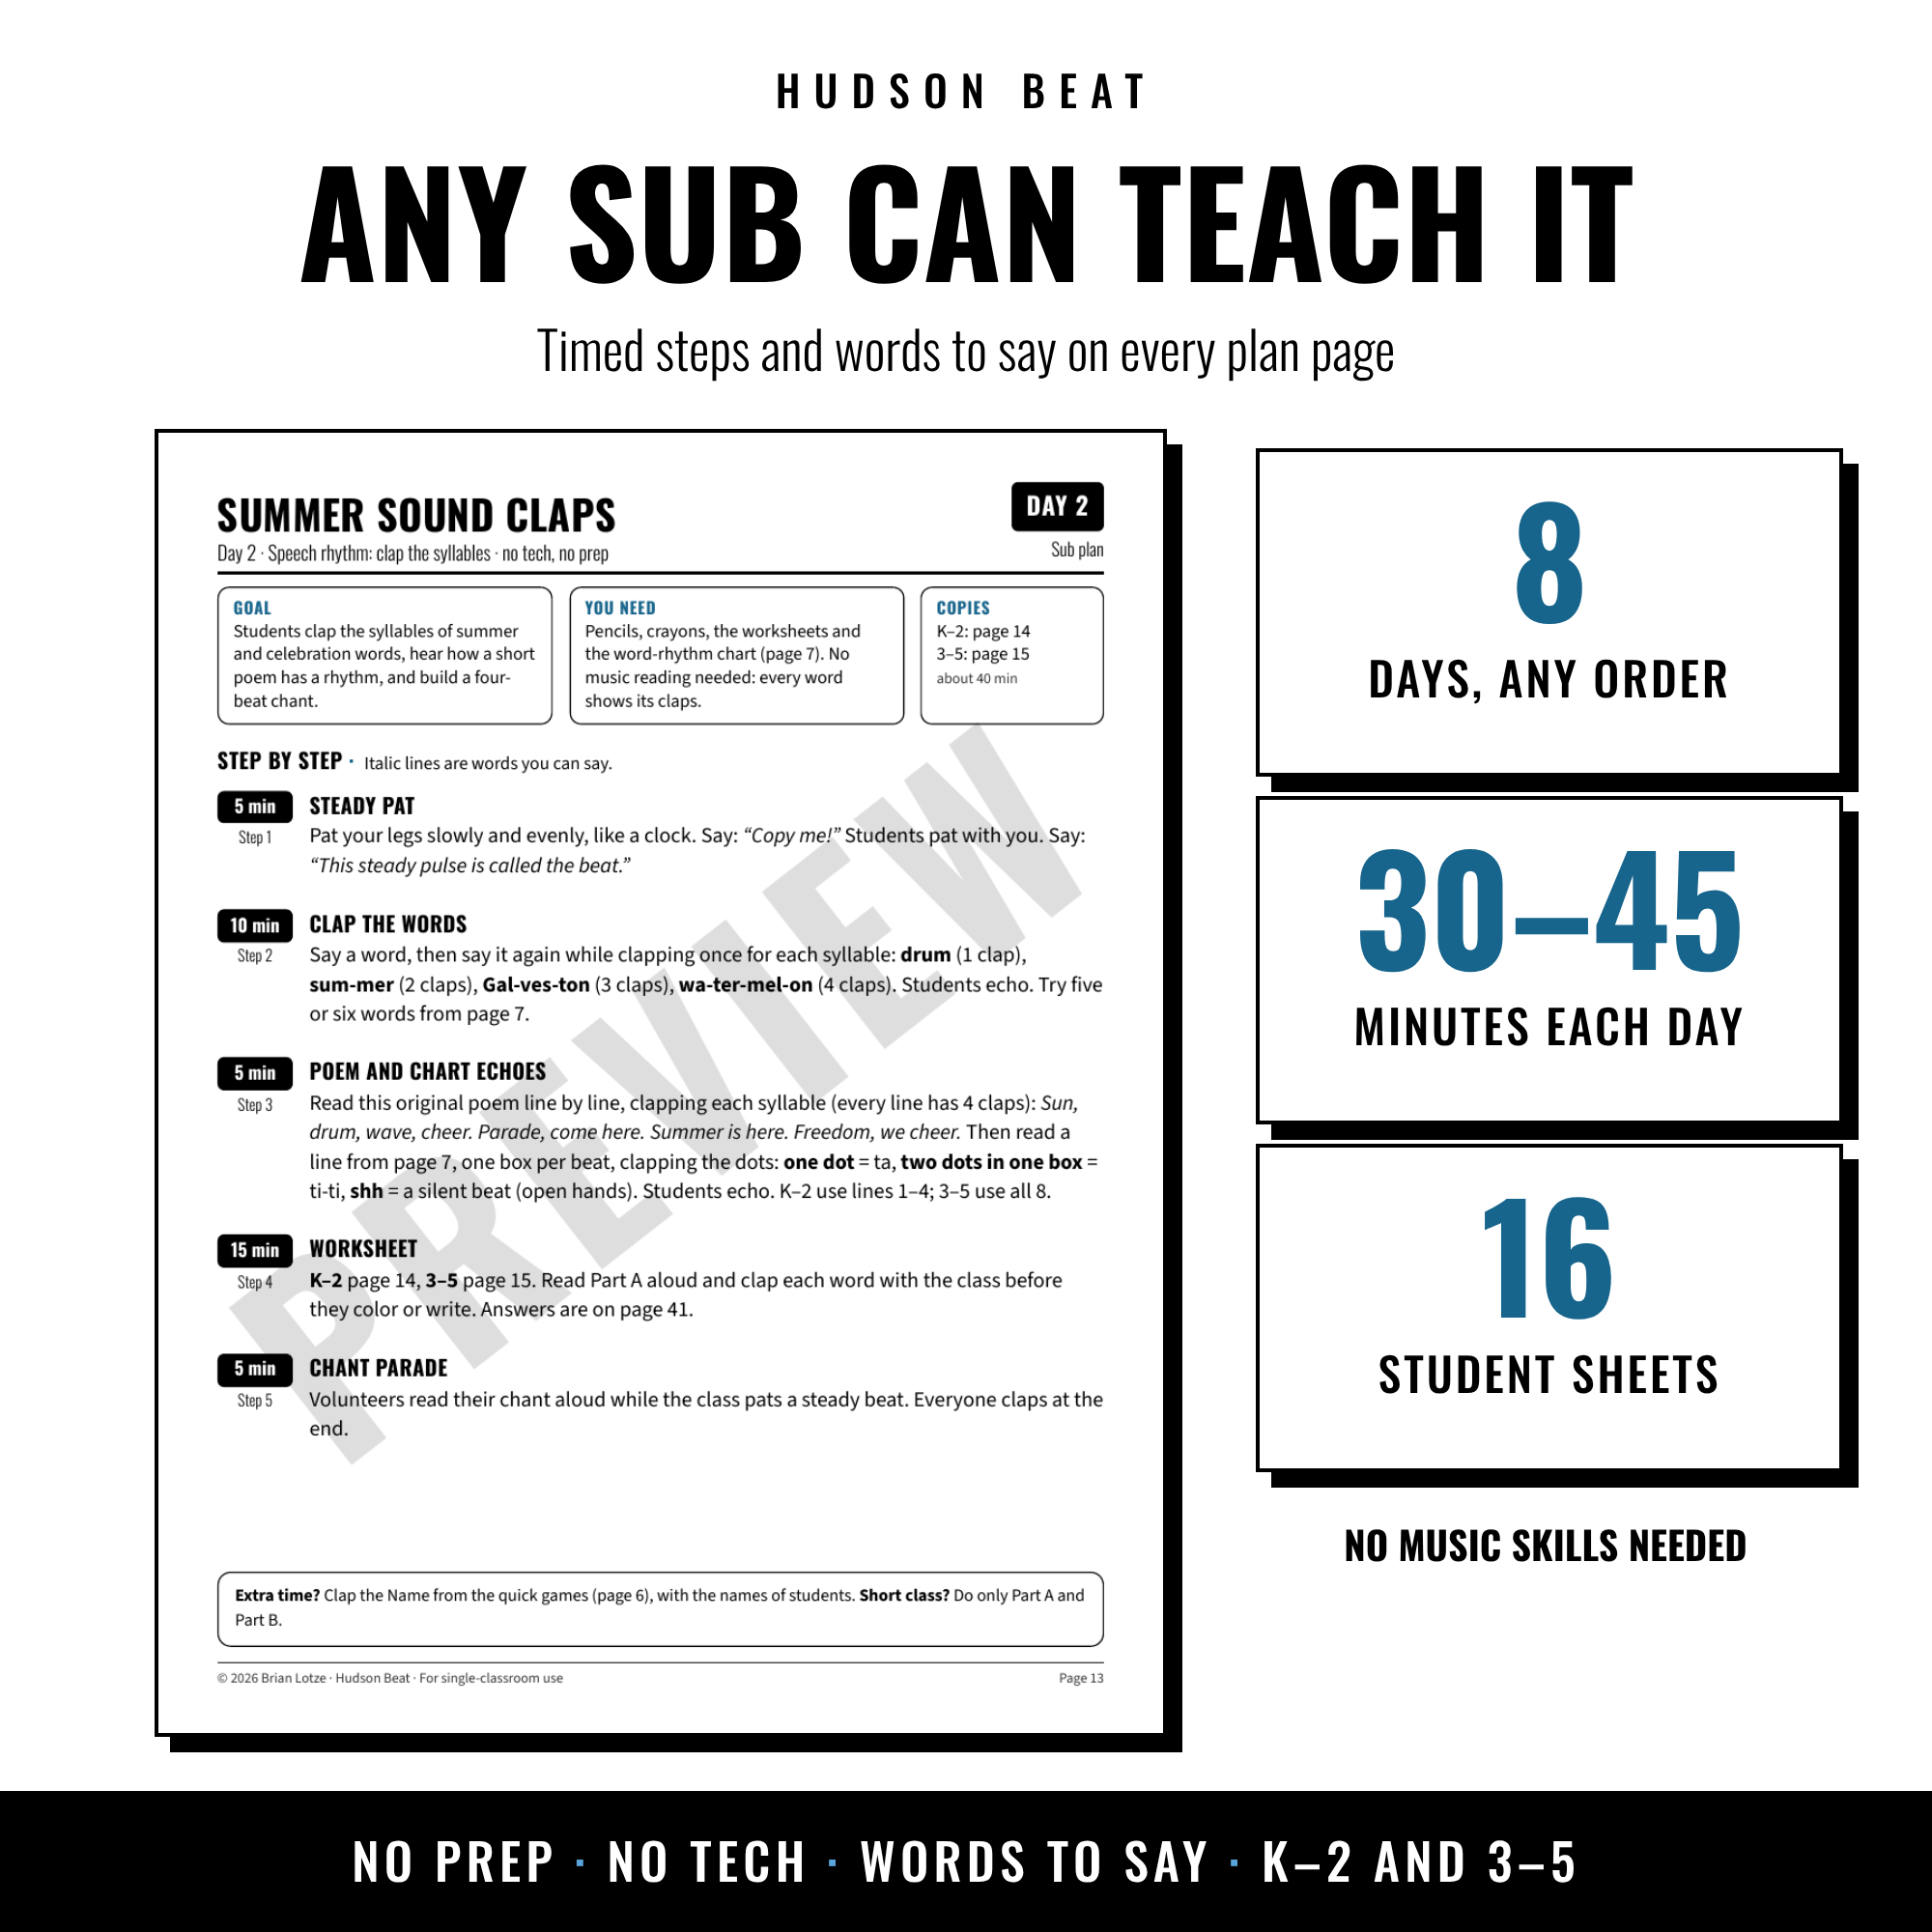 HUDSON BEAT
ANY SUB CAN TEACH IT
Timed steps and words to say on every plan page
SUMMER SOUND CLAPS
DAY 2
Day 2 · Speech rhythm: clap the syllables · no tech, no prep
Sub plan
GOAL
Students clap the syllables of summer
and celebration words, hear how a short
poem has a rhythm, and build a four-
beat chant.
YOU NEED
Pencils, crayons, the worksheets and
the word-rhythm chart (page 7). No
music reading needed: every word
shows its claps.
COPIES
K–2: page 14
3–5: page 15
about 40 min
STEP BY STEP · Italic lines are words you can say.
5 min
Step 1
STEADY PAT
Pat your legs slowly and evenly, like a clock. Say: “Copy me!” Students pat with you. Say:
“This steady pulse is called the beat.”
10 min
Step 2
CLAP THE WORDS
Say a word, then say it again while clapping once for each syllable: drum (1 clap),
sum-mer (2 claps), Gal-ves-ton (3 claps), wa-ter-mel-on (4 claps). Students echo. Try five
or six words from page 7.
5 min
Step 3
POEM AND CHART ECHOES
Read this original poem line by line, clapping each syllable (every line has 4 claps): Sun,
drum, wave, cheer. Parade, come here. Summer is here. Freedom, we cheer. Then read a
line from page 7, one box per beat, clapping the dots: one dot = ta, two dots in one box =
ti-ti, shh = a silent beat (open hands). Students echo. K–2 use lines 1–4; 3–5 use all 8.
15 min
Step 4
WORKSHEET
K–2 page 14, 3–5 page 15. Read Part A aloud and clap each word with the class before
they color or write. Answers are on page 41.
5 min
Step 5
CHANT PARADE
Volunteers read their chant aloud while the class pats a steady beat. Everyone claps at the
end.
PREVIEW
Extra time? Clap the Name from the quick games (page 6), with the names of students. Short class? Do only Part A and
Part B.
© 2026 Brian Lotze · Hudson Beat · For single-classroom use
Page 13
8
DAYS, ANY ORDER
30–45
MINUTES EACH DAY
16
STUDENT SHEETS
NO MUSIC SKILLS NEEDED
NO PREP · NO TECH · WORDS TO SAY · K–2 AND 3–5